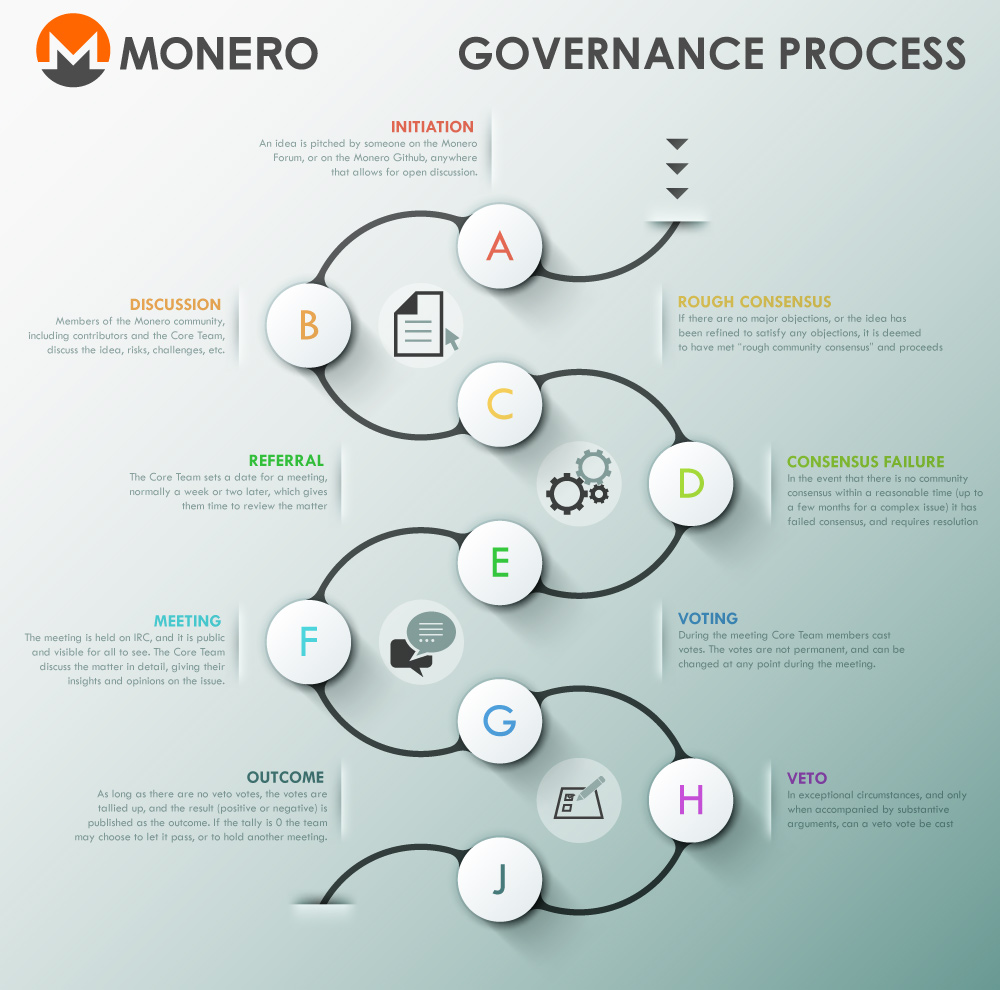 MONERO
GOVERNANCE PROCESS
INITIATION
An idea is pitched by someone on the Monero
Forum, or on the Monero Github, anywhere
that allows for open discussion.
A
B
DISCUSSION
Members of the Monero community,
including contributors and the Core Team,
discuss the idea, risks, challenges, etc.
ROUGH CONSENSUS
If there are no major objections, or the idea has
been refined to satisfy any objections, it is deemed
to have met “rough community consensus” and proceeds
C
REFERRAL
The Core Team sets a date for a meeting,
normally a week or two later, which gives
them time to review the matter
D
CONSENSUS FAILURE
In the event that there is no community
consensus within a reasonable time (up to
a few months for a complex issue) it has
failed consensus, and requires resolution
E
MEETING
The meeting is held on IRC, and it is public
and visible for all to see. The Core Team
discuss the matter in detail, giving their
insights and opinions on the issue.
F
VOTING
During the meeting Core Team members cast
votes. The votes are not permanent, and can be
changed at any point during the meeting.
G
OUTCOME
As long as there are no veto votes, the votes are
tallied up, and the result (positive or negative) is
published as the outcome. If the tally is 0 the team
may choose to let it pass, or to hold another meeting.
H
VETO
In exceptional circumstances, and only
when accompanied by substantive
arguments, can a veto vote be cast
J